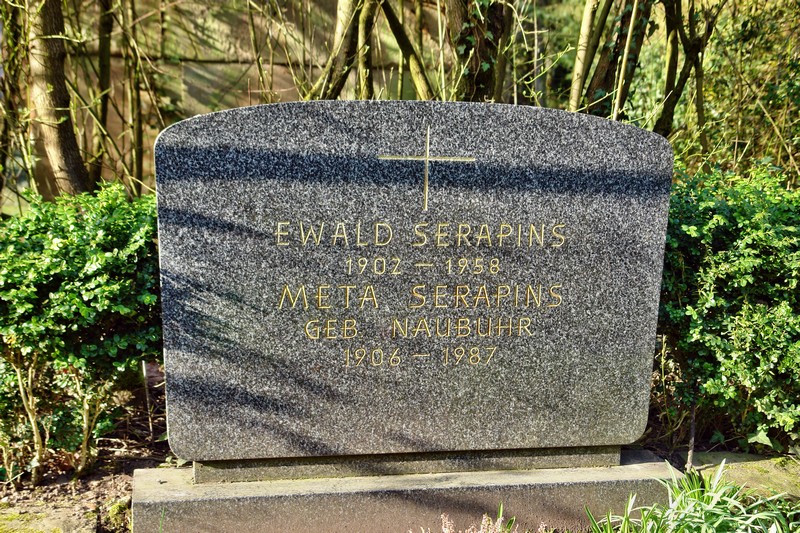 EWALD SERAPINS
1902 – 1958
META SERAPINS
GEB NAUBUHR
1906 – 1987